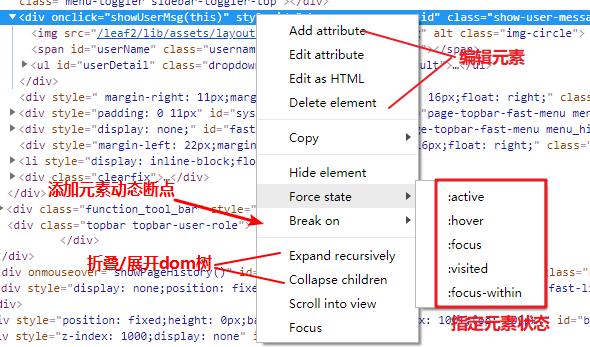 class="menu-toggler sidebar-toggler top"
▼<div onclick="showUserMsg(this)" sty
id" class="show-user-messa
<img src="/leaf2/lib/assets/layout
" alt class="img-circle">
<span id="userName" class="usernam
"></span>
▶<ul id="userDetail" class="dropdow
ult">…</ul>
</div>
<div style=" margin-right: 11px;mar
16px;float: right;"
▶<div style="padding: 0 11px" id="sys
"page-topbar-fast-menu men
▶<div style="display: none;" id="fast
topbar-fast-menu menu_hi
<div style="margin-left: 22px;margin
16px;float: right;"
▶<li style="display: inline-block;flo
▶<div class="clearfix">…</div>
</div>
▶<div class="function_tool_bar" style=
<div class="topbar topbar-user-role">
</div>
div>
div onmouseover="showPageHistory()" id
div style="display: none;position: fixe
fast-li
div>
div style="position: fixed;height: 0px;ba
div style="z-index: 1000;display: none" i
Add attribute
Edit attribute
Edit as HTML
Delete element
Copy
Hide element
Force state
Break on
Expand recursively
Collapse children
Scroll into view
Focus
:active
:hover
:focus
:visited
:focus-within
编辑元素
添加元素动态断点
折叠/展开dom树
指定元素状态